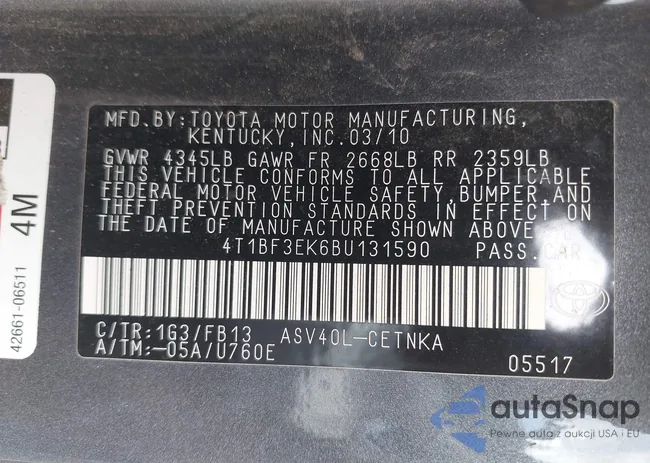 MFD.BY:TOYOTA MOTOR MANUFACTURING,
KENTUCKY,INC.03/10
GVWR 4345LB GAWR FR 2668LB RR 2359LB
THIS VEHICLE CONFORMS TO ALL APPLICABLE
FEDERAL MOTOR VEHICLE SAFETY,BUMPER,AND
THEFT PREVENTION STANDARDS IN EFFECT ON
THE DATE OF MANUFACTURE SHOWN ABOVE.
4T1BF3EK6BU131590 PASS.CAR
C/TR:1G3/FB13 ASV40L-CETNKA
A/TM:-05A/U760E
05517
4M
42661-06511
autaSnap
Pewne auta z aukcji USA i EU